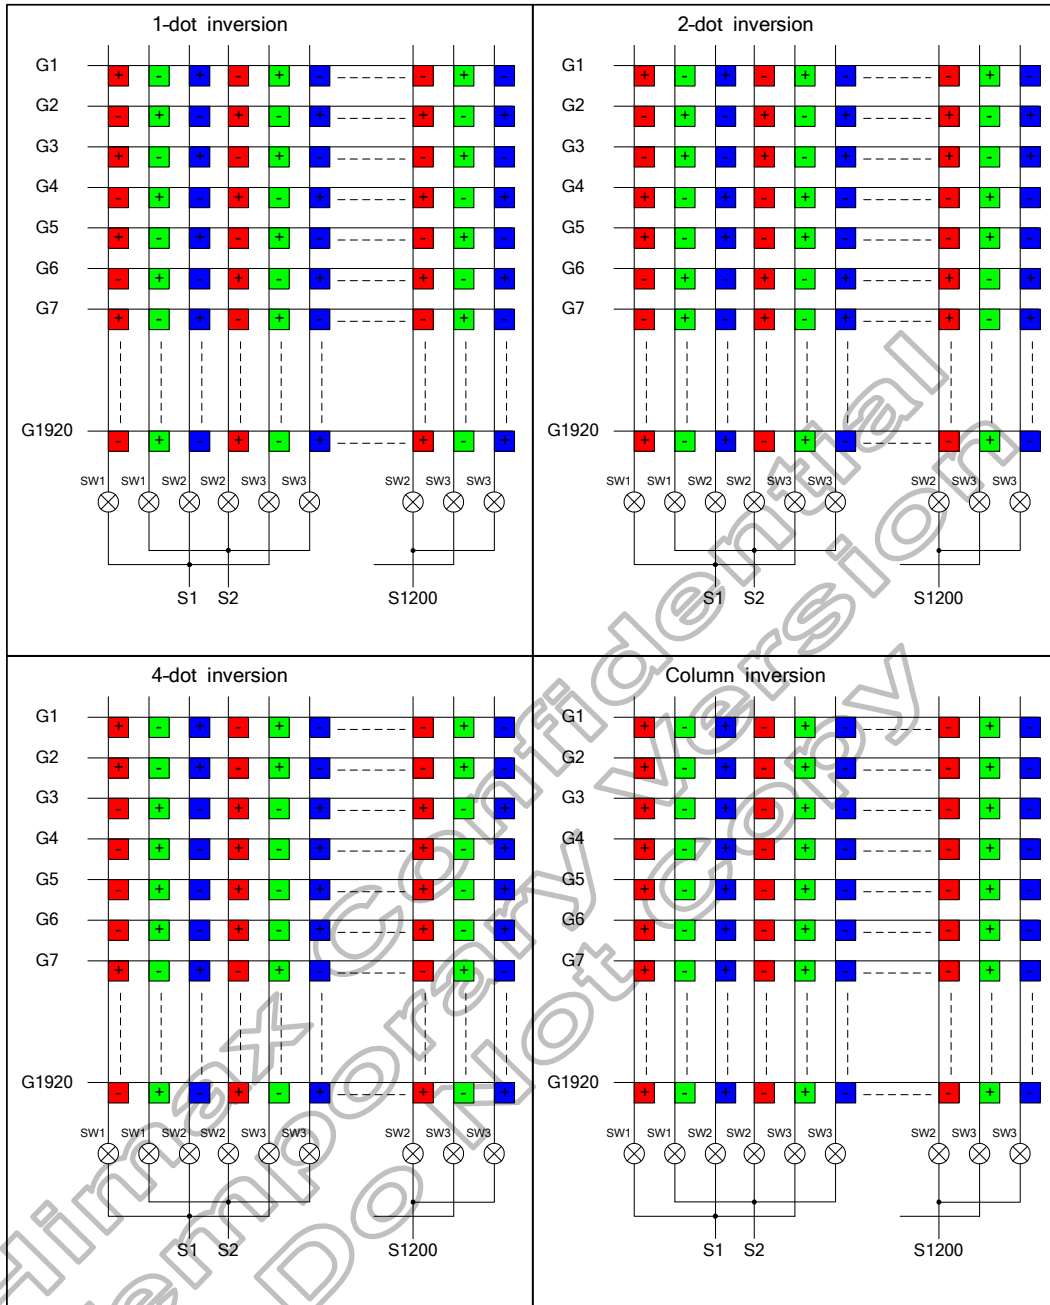 1-dot inversion
G1 + - + - + - - + -
G2 - + - + - + + - +
G3 + - + - + - - + -
G4 - + - + - + + - +
G5 + - + - + - - + -
G6 - + - + - + + - +
G7 + - + - + - - + -
G1920 - + - + - + + - +
SW1 SW1 SW2 SW2 SW3 SW3 SW2 SW3 SW3
S1 S2 S1200
2-dot inversion
G1 + - + - + - - + -
G2 - + - + - + + - +
G3 - + - + - + + - +
G4 + - + - + - - + -
G5 + - + - + - - + -
G6 - + - + - + + - +
G7 - + - + - + + - +
G1920 + - + - + - - + -
SW1 SW1 SW2 SW2 SW3 SW3 SW2 SW3 SW3
S1 S2 S1200
4-dot inversion
G1 + - + - + - - + -
G2 + - + - + - - + -
G3 - + - + - + + - +
G4 - + - + - + + - +
G5 - + - + - + + - +
G6 - + - + - + + - +
G7 + - + - + - - + -
G1920 - + - + - + + - +
SW1 SW1 SW2 SW2 SW3 SW3 SW2 SW3 SW3
S1 S2 S1200
Column inversion
G1 + - + - + - - + -
G2 + - + - + - - + -
G3 + - + - + - - + -
G4 + - + - + - - + -
G5 + - + - + - - + -
G6 + - + - + - - + -
G7 + - + - + - - + -
G1920 + - + - + - - + -
SW1 SW1 SW2 SW2 SW3 SW3 SW2 SW3 SW3
S1 S2 S1200
Himax Confidential
Temporary Version
Do Not Copy